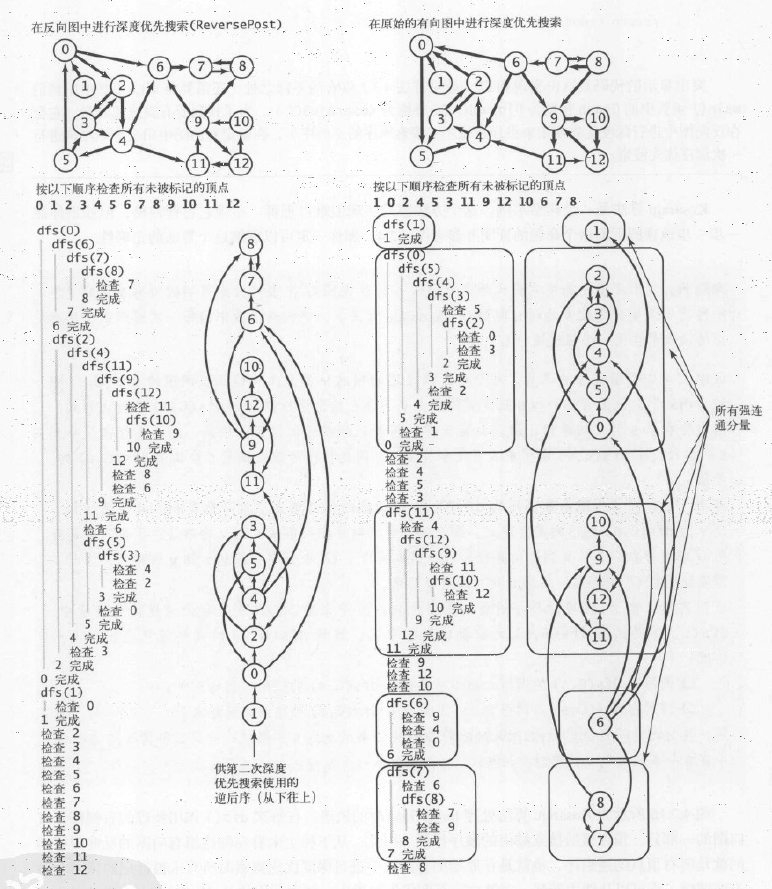 在反向图中进行深度优先搜索(ReversePost)
0
6
7
8
1
2
3
9
10
4
5
11
12
按以下顺序检查所有未被标记的顶点
0 1 2 3 4 5 6 7 8 9 10 11 12
dfs(0)
dfs(6)
dfs(7)
dfs(8)
检查 7
8 完成
7 完成
6 完成
dfs(2)
dfs(4)
dfs(11)
dfs(9)
dfs(12)
检查 11
dfs(10)
检查 9
10 完成
12 完成
检查 8
检查 6
9 完成
11 完成
检查 6
dfs(5)
dfs(3)
检查 4
检查 2
3 完成
检查 0
5 完成
4 完成
检查 3
2 完成
0 完成
dfs(1)
检查 0
1 完成
检查 2
检查 3
检查 4
检查 5
检查 6
检查 7
检查 8
检查 9
检查 10
检查 11
检查 12
8
7
6
10
12
9
11
3
5
4
2
0
1
供第二次深度
优先搜索使用的
逆后序（从下往上）
在原始的有向图中进行深度优先搜索
0
6
7
8
1
2
3
9
10
4
5
11
12
按以下顺序检查所有未被标记的顶点
1 0 2 4 5 3 11 9 12 10 6 7 8
dfs(1)
1 完成
dfs(0)
dfs(5)
dfs(4)
dfs(3)
检查 5
dfs(2)
检查 0
检查 3
2 完成
3 完成
检查 2
4 完成
5 完成
检查 1
0 完成
检查 2
检查 4
检查 5
检查 3
dfs(11)
检查 4
dfs(12)
dfs(9)
检查 11
dfs(10)
检查 12
10 完成
9 完成
12 完成
11 完成
检查 9
检查 12
检查 10
dfs(6)
检查 9
检查 4
检查 0
6 完成
dfs(7)
检查 6
dfs(8)
检查 7
检查 9
8 完成
7 完成
检查 8
1
2
3
4
5
0
10
9
12
11
6
8
7
所有强连
通分量